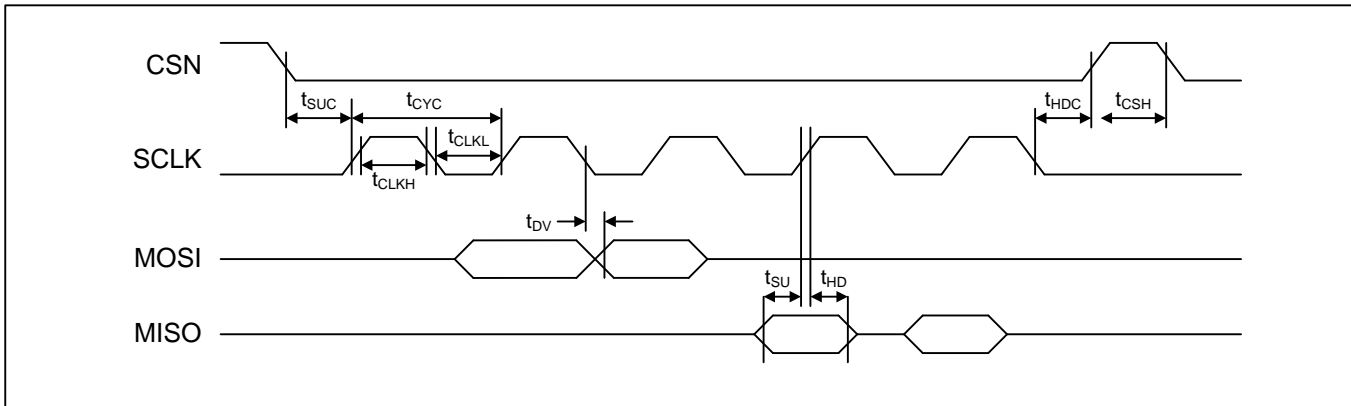 CSN
tSUC
tCYC
tHDC
tCSH
SCLK
tCLKL
tCLKH
tDV
MOSI
tSU
tHD
MISO